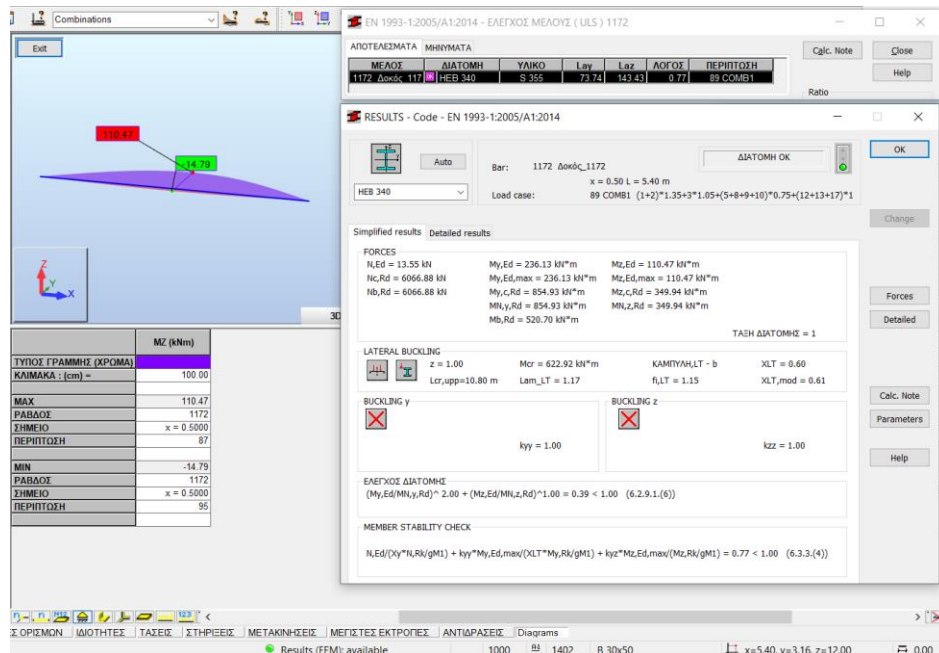 Combinations
Exit
110.47
-14.79
Z
Y
X
3D
EN 1993-1:2005/A1:2014 - ΕΛΕΓΧΟΣ ΜΕΛΟΥΣ ( ULS ) 1172
ΑΠΟΤΕΛΕΣΜΑΤΑ ΜΗΝΥΜΑΤΑ
Calc. Note Close
Help
ΜΕΛΟΣ ΔΙΑΤΟΜΗ ΥΛΙΚΟ Lay Laz ΛΟΓΟΣ ΠΕΡΙΠΤΩΣΗ
1172 Δοκός_117 OK HEB 340 S 355 73.74 143.43 0.77 89 COMB1
Ratio
RESULTS - Code - EN 1993-1:2005/A1:2014
Auto
HEB 340
Bar: 1172 Δοκός_1172
x = 0.50 L = 5.40 m
Load case: 89 COMB1 (1+2)*1.35+3*1.05+(5+8+9+10)*0.75+(12+13+17)*1
ΔΙΑΤΟΜΗ OK
OK
Change
Simplified results Detailed results
FORCES
N,Ed = 13.55 kN My,Ed = 236.13 kN*m Mz,Ed = 110.47 kN*m
Nc,Rd = 6066.88 kN My,Ed,max = 236.13 kN*m Mz,Ed,max = 110.47 kN*m
Nb,Rd = 6066.88 kN My,c,Rd = 854.93 kN*m Mz,c,Rd = 349.94 kN*m
MN,y,Rd = 854.93 kN*m MN,z,Rd = 349.94 kN*m
Mb,Rd = 520.70 kN*m
ΤΑΞΗ ΔΙΑΤΟΜΗΣ = 1
Forces
Detailed
LATERAL BUCKLING
z = 1.00 Mcr = 622.92 kN*m ΚΑΜΠΥΛΗ,LT - b XLT = 0.60
Lcr,upp=10.80 m Lam_LT = 1.17 fi,LT = 1.15 XLT,mod = 0.61
Calc. Note
Parameters
Help
BUCKLING y BUCKLING z
kyy = 1.00 kzz = 1.00
ΕΛΕΓΧΟΣ ΔΙΑΤΟΜΗΣ
(My,Ed/MN,y,Rd)^ 2.00 + (Mz,Ed/MN,z,Rd)^1.00 = 0.39 < 1.00 (6.2.9.1.(6))
MEMBER STABILITY CHECK
N,Ed/(Xy*N,Rk/gM1) + kyy*My,Ed,max/(XLT*My,Rk/gM1) + kyz*Mz,Ed,max/(Mz,Rk/gM1) = 0.77 < 1.00 (6.3.3.(4))
MZ (kNm)
ΤΥΠΟΣ ΓΡΑΜΜΗΣ (ΧΡΩΜΑ)
ΚΛΙΜΑΚΑ : (cm) = 100.00
MAX 110.47
ΡΑΒΔΟΣ 1172
ΣΗΜΕΙΟ x = 0.5000
ΠΕΡΙΠΤΩΣΗ 87
MIN -14.79
ΡΑΒΔΟΣ 1172
ΣΗΜΕΙΟ x = 0.5000
ΠΕΡΙΠΤΩΣΗ 95
Σ ΟΡΙΣΜΩΝ ΙΔΙΟΤΗΤΕΣ ΤΑΣΕΙΣ ΣΤΗΡΙΞΕΙΣ ΜΕΤΑΚΙΝΗΣΕΙΣ ΜΕΓΙΣΤΕΣ ΕΚΤΡΟΠΕΣ ΑΝΤΙΔΡΑΣΕΙΣ Diagrams
Results (FEM): available 1000 1402 B 30x50 x=5.40, y=3.16, z=12.00 0.00